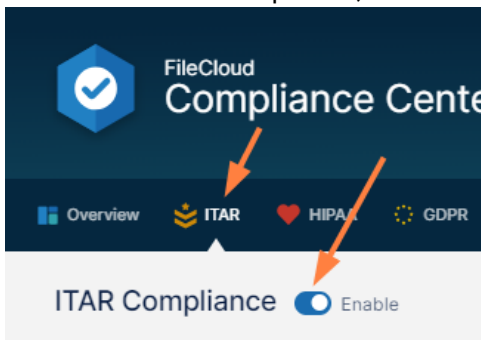 FileCloud
Compliance Cente
Overview ITAR HIPAA GDPR
ITAR Compliance Enable